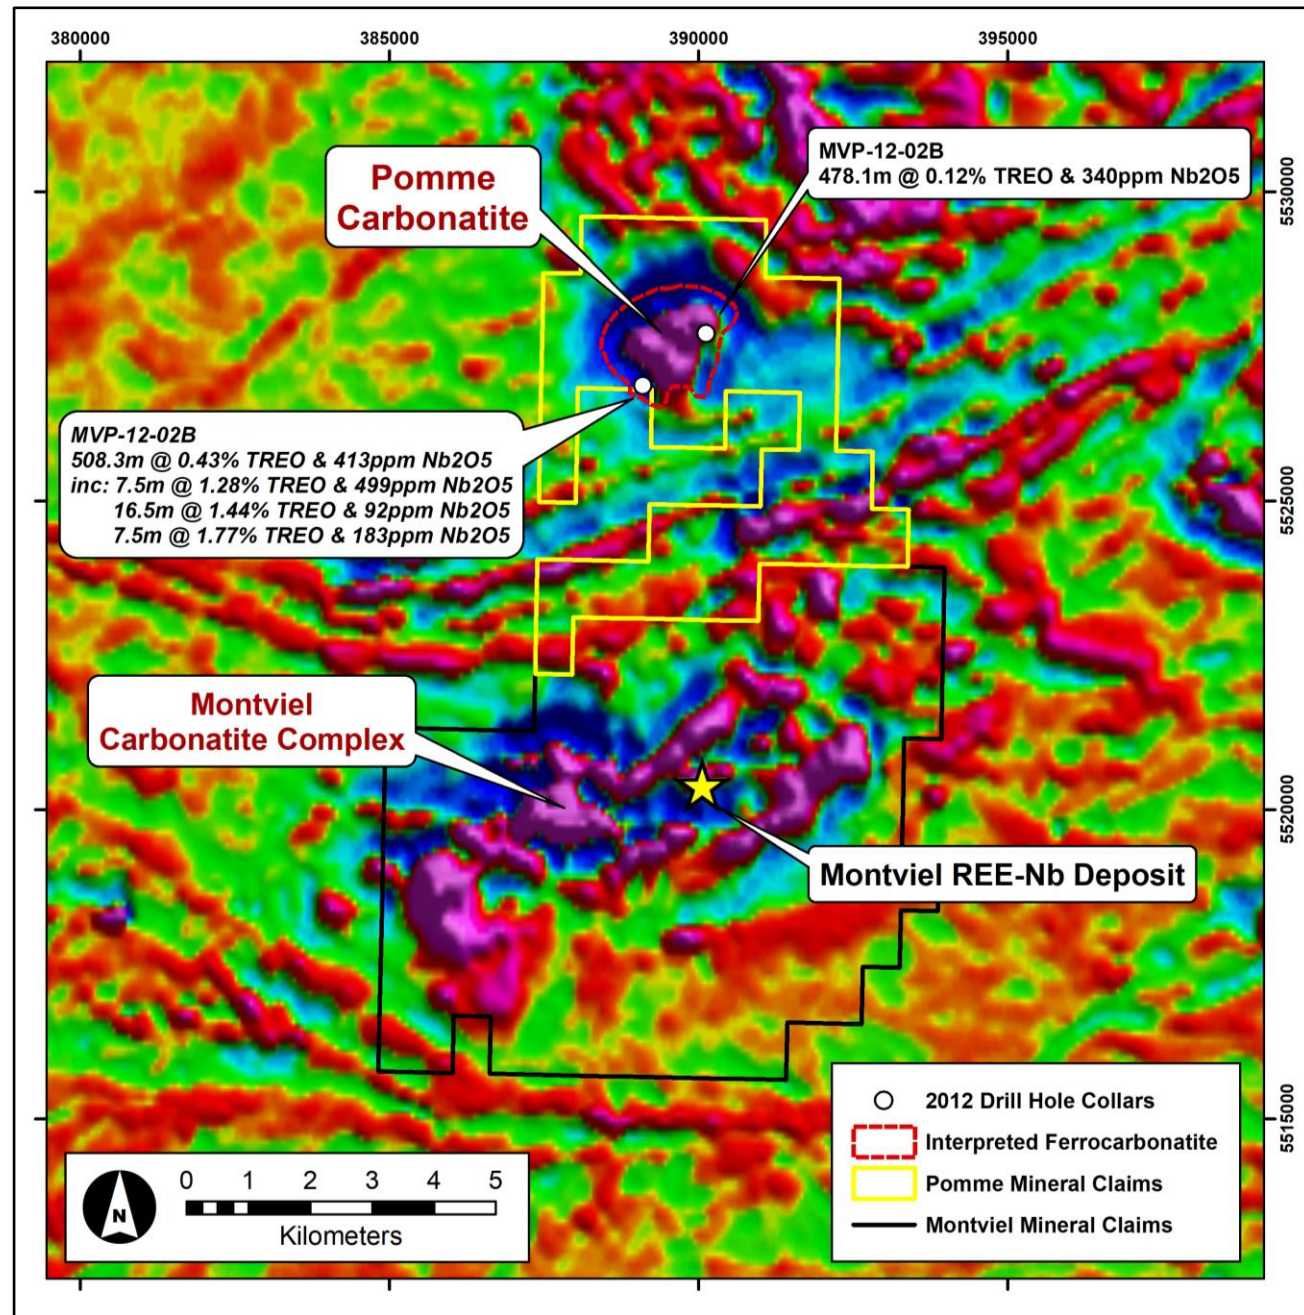 380000
385000
390000
395000
MVP-12-02B
478.1m @ 0.12% TREO & 340ppm Nb2O5
Pomme
Carbonatite
5530000
MVP-12-02B
508.3m @ 0.43% TREO & 413ppm Nb2O5
inc: 7.5m @ 1.28% TREO & 499ppm Nb2O5
16.5m @ 1.44% TREO & 92ppm Nb2O5
7.5m @ 1.77% TREO & 183ppm Nb2O5
5525000
Montviel
Carbonatite Complex
5520000
Montviel REE-Nb Deposit
2012 Drill Hole Collars
Interpreted Ferrocarbonatite
Pomme Mineral Claims
Montviel Mineral Claims
5515000
N
0 1 2 3 4 5
Kilometers